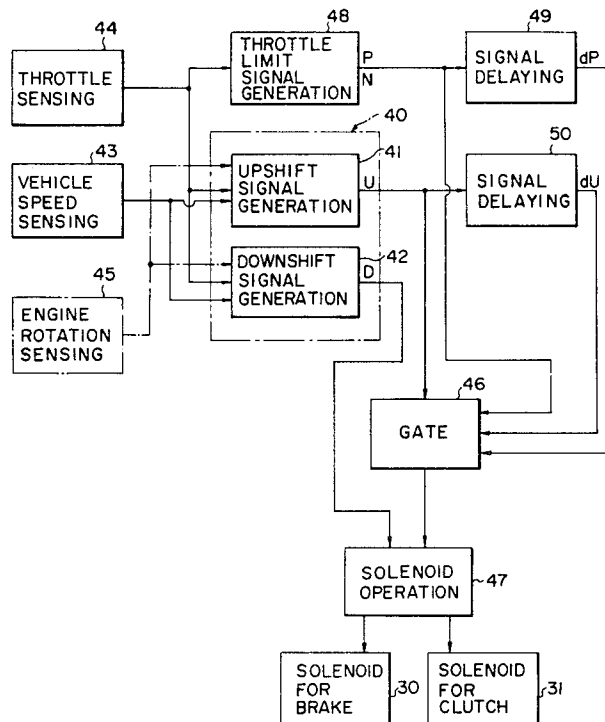 44
THROTTLE
SENSING
48
THROTTLE
LIMIT
SIGNAL
GENERATION
P
N
49
SIGNAL
DELAYING
dP
40
43
VEHICLE
SPEED
SENSING
41
UPSHIFT
SIGNAL
GENERATION
U
50
SIGNAL
DELAYING
dU
45
ENGINE
ROTATION
SENSING
42
DOWNSHIFT
SIGNAL
GENERATION
D
46
GATE
SOLENOID
OPERATION
47
SOLENOID
FOR
BRAKE
30
SOLENOID
FOR
CLUTCH
31